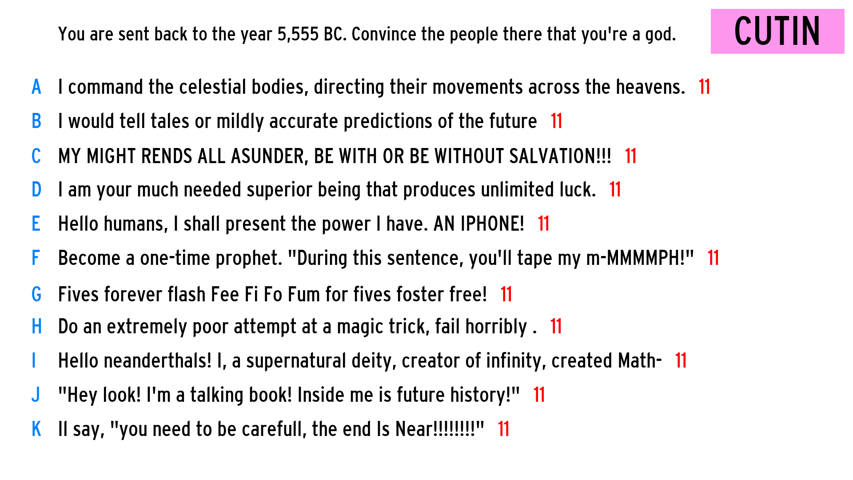 You are sent back to the year 5,555 BC. Convince the people there that you're a god.
CUTIN
A I command the celestial bodies, directing their movements across the heavens. 11
B I would tell tales or mildly accurate predictions of the future 11
C MY MIGHT RENDS ALL ASUNDER, BE WITH OR BE WITHOUT SALVATION!!! 11
D I am your much needed superior being that produces unlimited luck. 11
E Hello humans, I shall present the power I have. AN IPHONE! 11
F Become a one-time prophet. "During this sentence, you'll tape my m-MMMMPH!" 11
G Fives forever flash Fee Fi Fo Fum for fives foster free! 11
H Do an extremely poor attempt at a magic trick, fail horribly . 11
I Hello neanderthals! I, a supernatural deity, creator of infinity, created Math- 11
J "Hey look! I'm a talking book! Inside me is future history!" 11
K Il say, "you need to be carefull, the end Is Near!!!!!!!!" 11